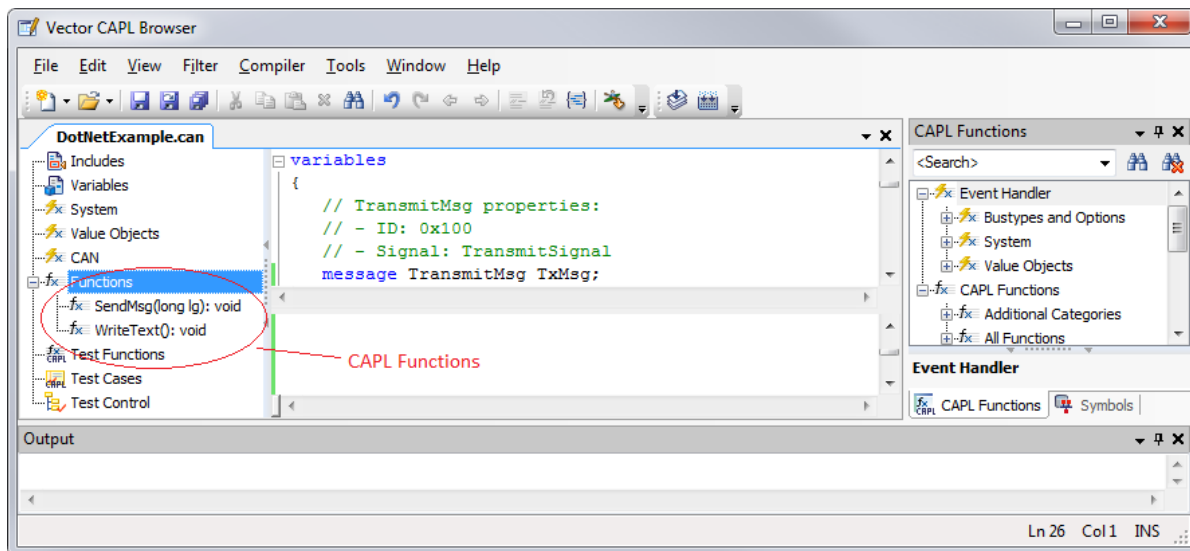 Vector CAPL Browser
File Edit View Filter Compiler Tools Window Help
DotNetExample.can
Includes
Variables
System
Value Objects
CAN
Functions
SendMsg(long lg): void
WriteText(): void
Test Functions
Test Cases
Test Control
variables
{
// TransmitMsg properties:
// - ID: 0x100
// - Signal: TransmitSignal
message TransmitMsg TxMsg;
CAPL Functions
CAPL Functions
<Search>
Event Handler
Bustypes and Options
System
Value Objects
CAPL Functions
Additional Categories
All Functions
Event Handler
CAPL Functions Symbols
Output
Ln 26 Col 1 INS